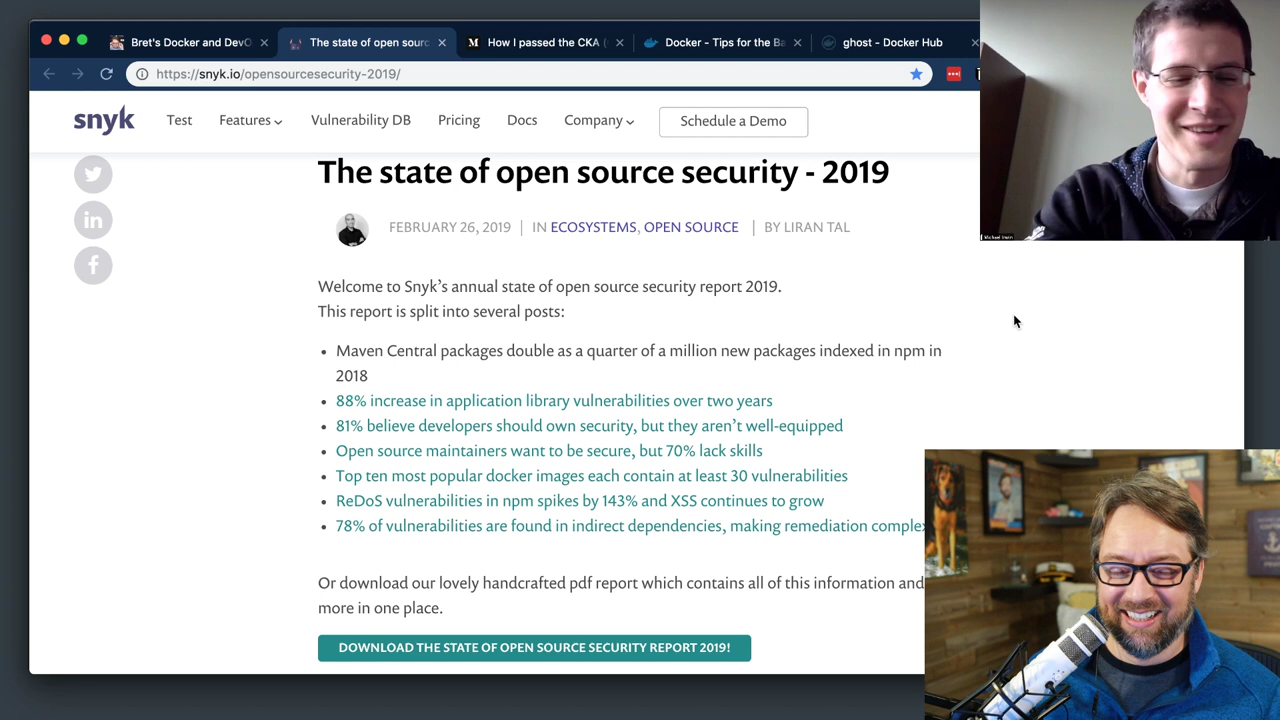 Bret's Docker and DevO
The state of open sourc
How I passed the CKA (
Docker - Tips for the Ba
ghost - Docker Hub
https://snyk.io/opensourcesecurity-2019/
snyk
Test
Features
Vulnerability DB
Pricing
Docs
Company
Schedule a Demo
The state of open source security - 2019
FEBRUARY 26, 2019 | IN ECOSYSTEMS, OPEN SOURCE | BY LIRAN TAL
Welcome to Snyk’s annual state of open source security report 2019.
This report is split into several posts:
• Maven Central packages double as a quarter of a million new packages indexed in npm in
2018
• 88% increase in application library vulnerabilities over two years
• 81% believe developers should own security, but they aren’t well-equipped
• Open source maintainers want to be secure, but 70% lack skills
• Top ten most popular docker images each contain at least 30 vulnerabilities
• ReDoS vulnerabilities in npm spikes by 143% and XSS continues to grow
• 78% of vulnerabilities are found in indirect dependencies, making remediation complex
Or download our lovely handcrafted pdf report which contains all of this information and
more in one place.
DOWNLOAD THE STATE OF OPEN SOURCE SECURITY REPORT 2019!
Michael Irwin